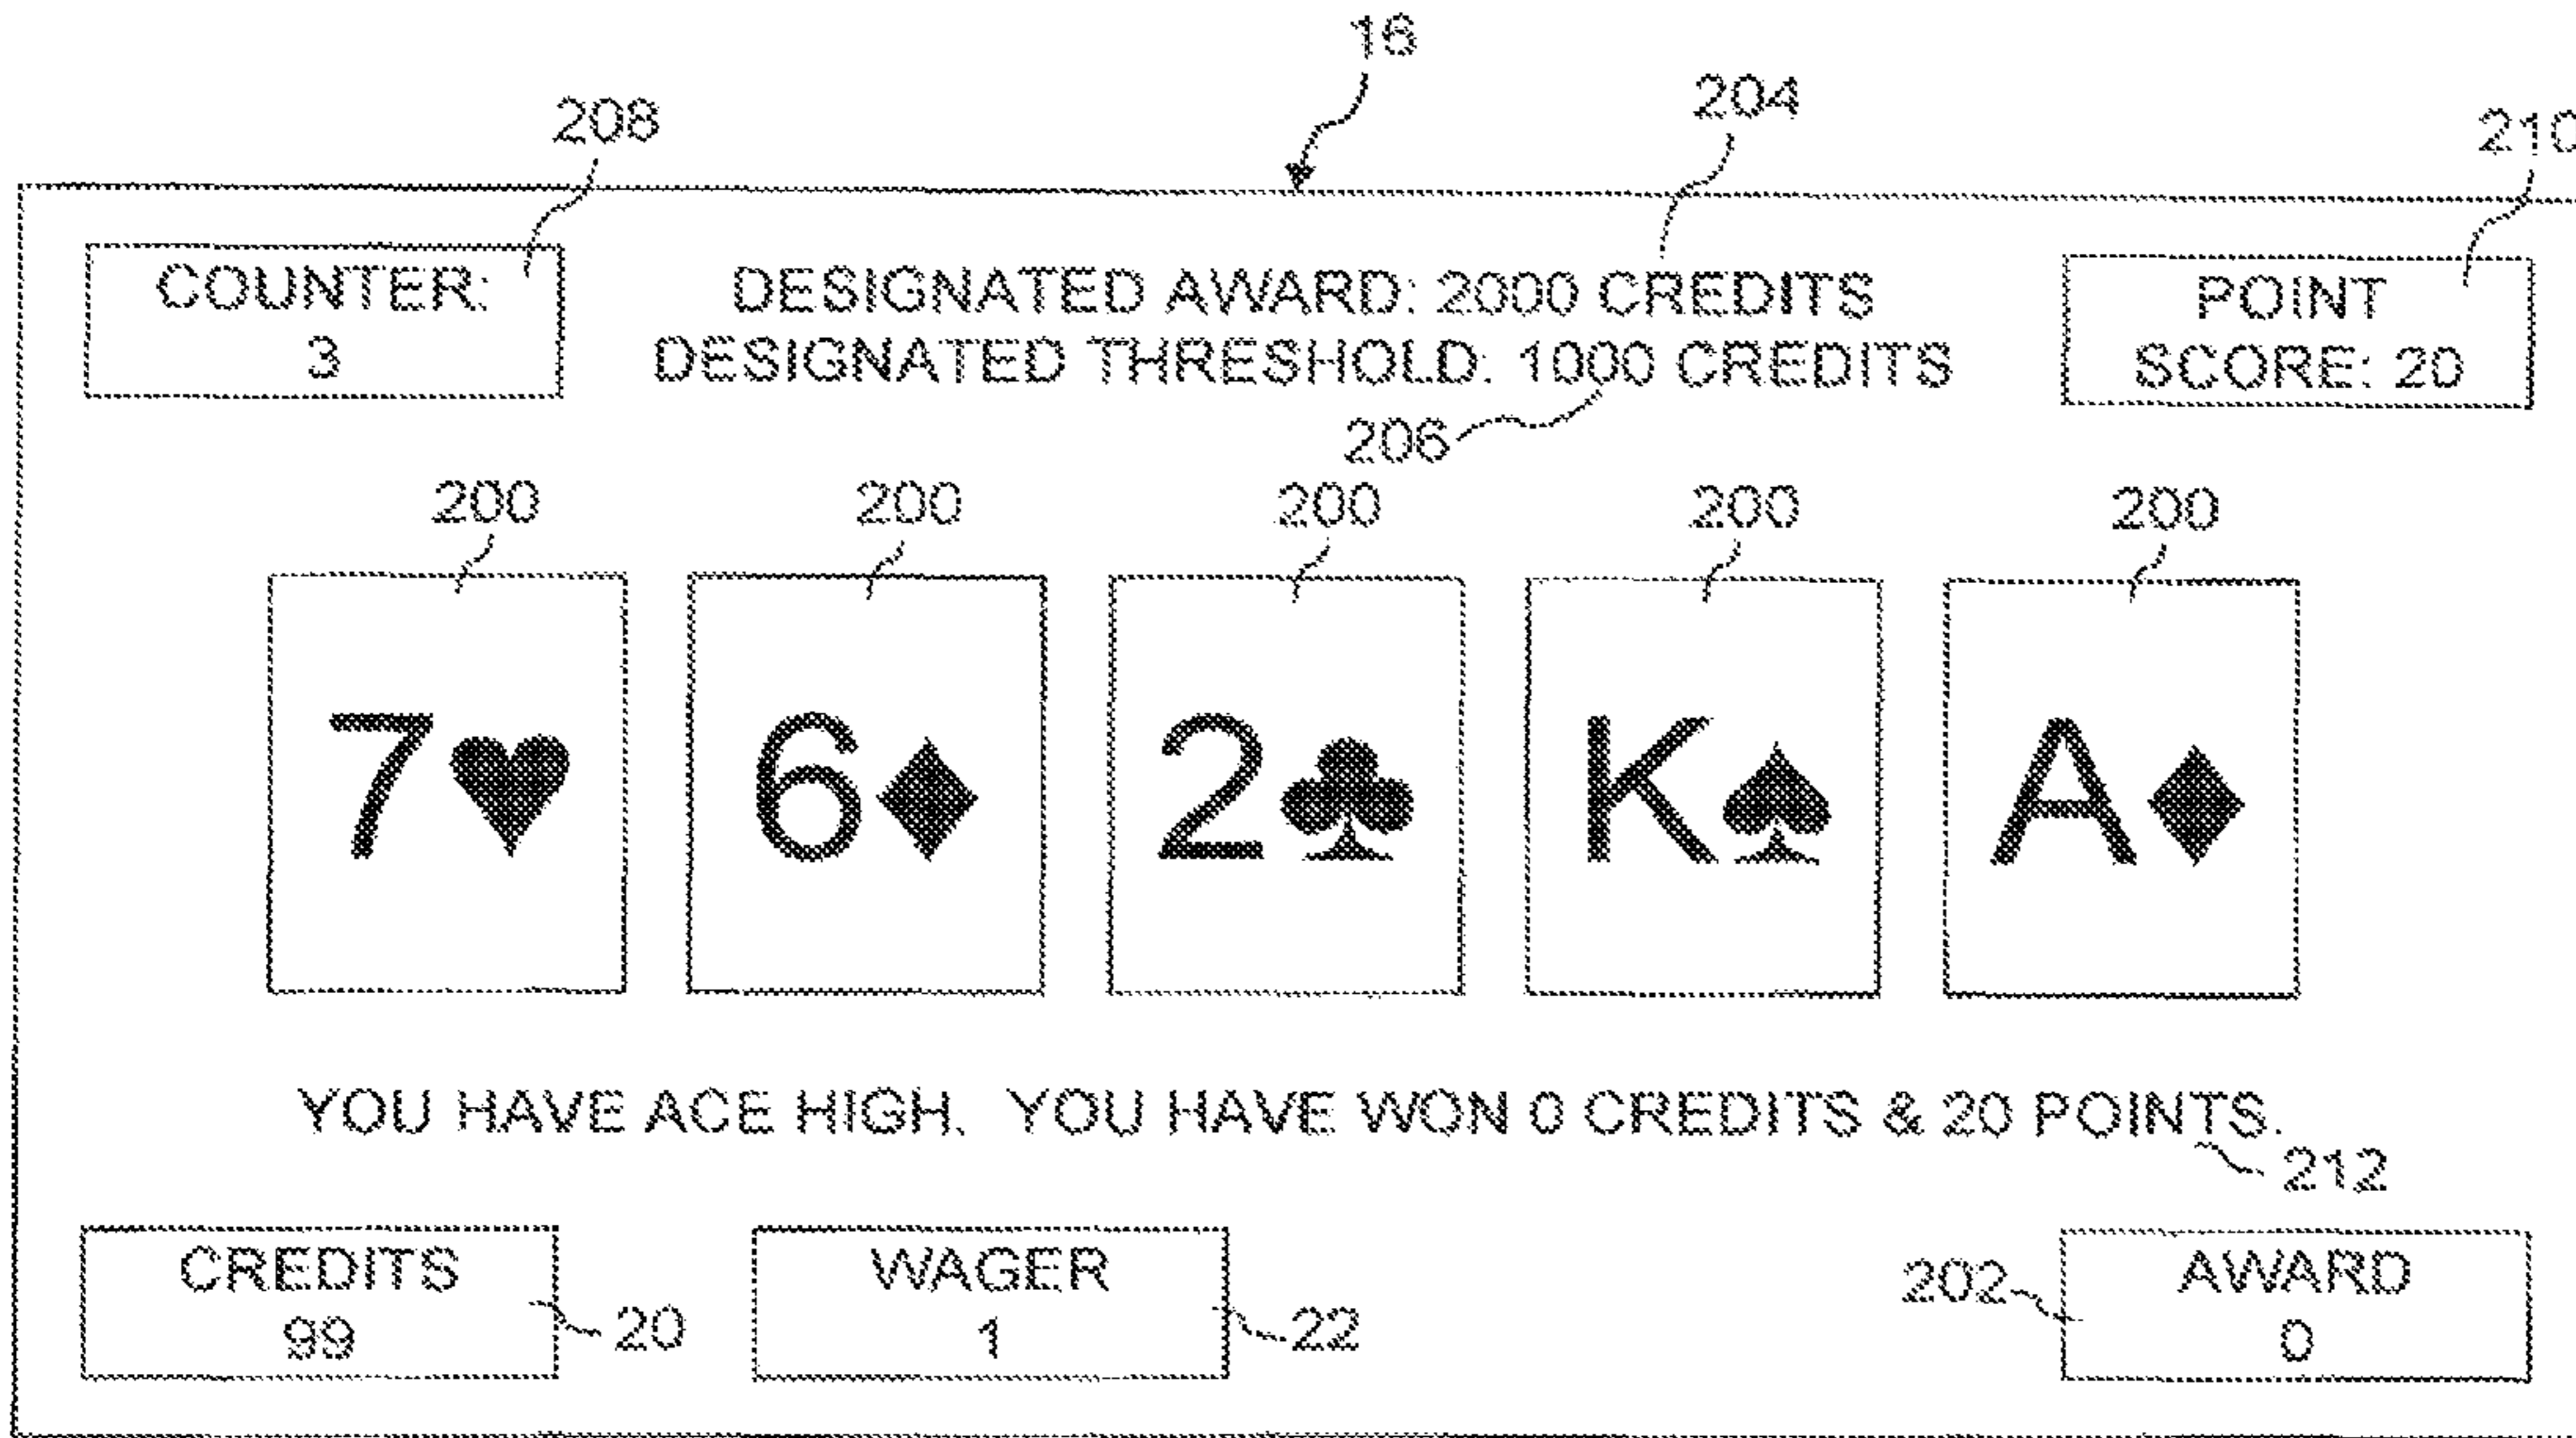 16
208
204
210
COUNTER:
3
DESIGNATED AWARD: 2000 CREDITS
DESIGNATED THRESHOLD: 1000 CREDITS
POINT
SCORE: 20
206
200 200 200 200 200
7♥ 6♦ 2♣ K♠ A♦
YOU HAVE ACE HIGH. YOU HAVE WON 0 CREDITS & 20 POINTS.
212
CREDITS
99
20
WAGER
1
22
202
AWARD
0